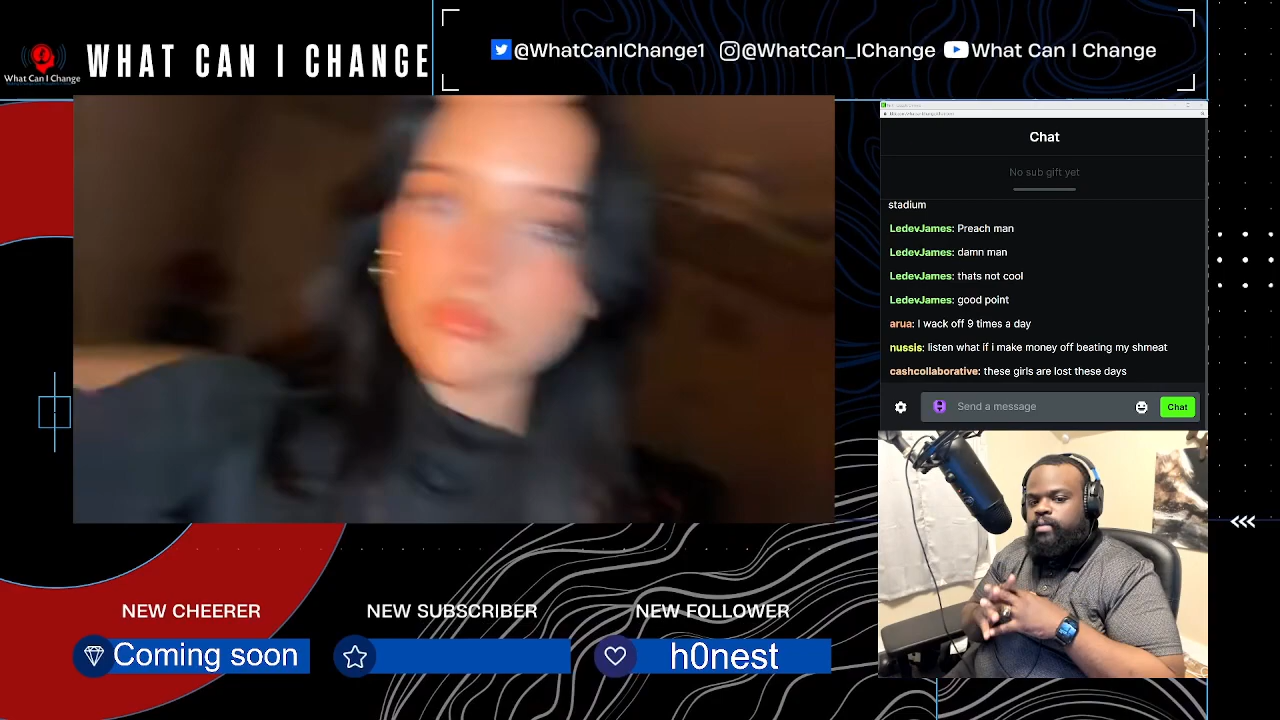 What Can I Change
WHAT CAN I CHANGE
@WhatCanIChange1
@WhatCan_IChange
What Can I Change
Chat
No sub gift yet
stadium
LedevJames: Preach man
LedevJames: damn man
LedevJames: thats not cool
LedevJames: good point
arua: I wack off 9 times a day
nussis: listen what if i make money off beating my shmeat
cashcollaborative: these girls are lost these days
Send a message
Chat
NEW CHEERER
NEW SUBSCRIBER
NEW FOLLOWER
Coming soon
h0nest